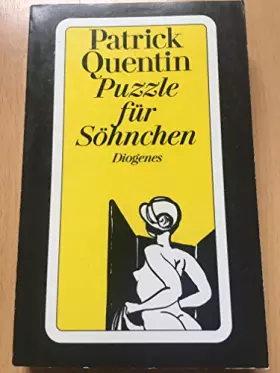 Patrick
Quentin
Puzzle
für
Söhnchen
Diogenes